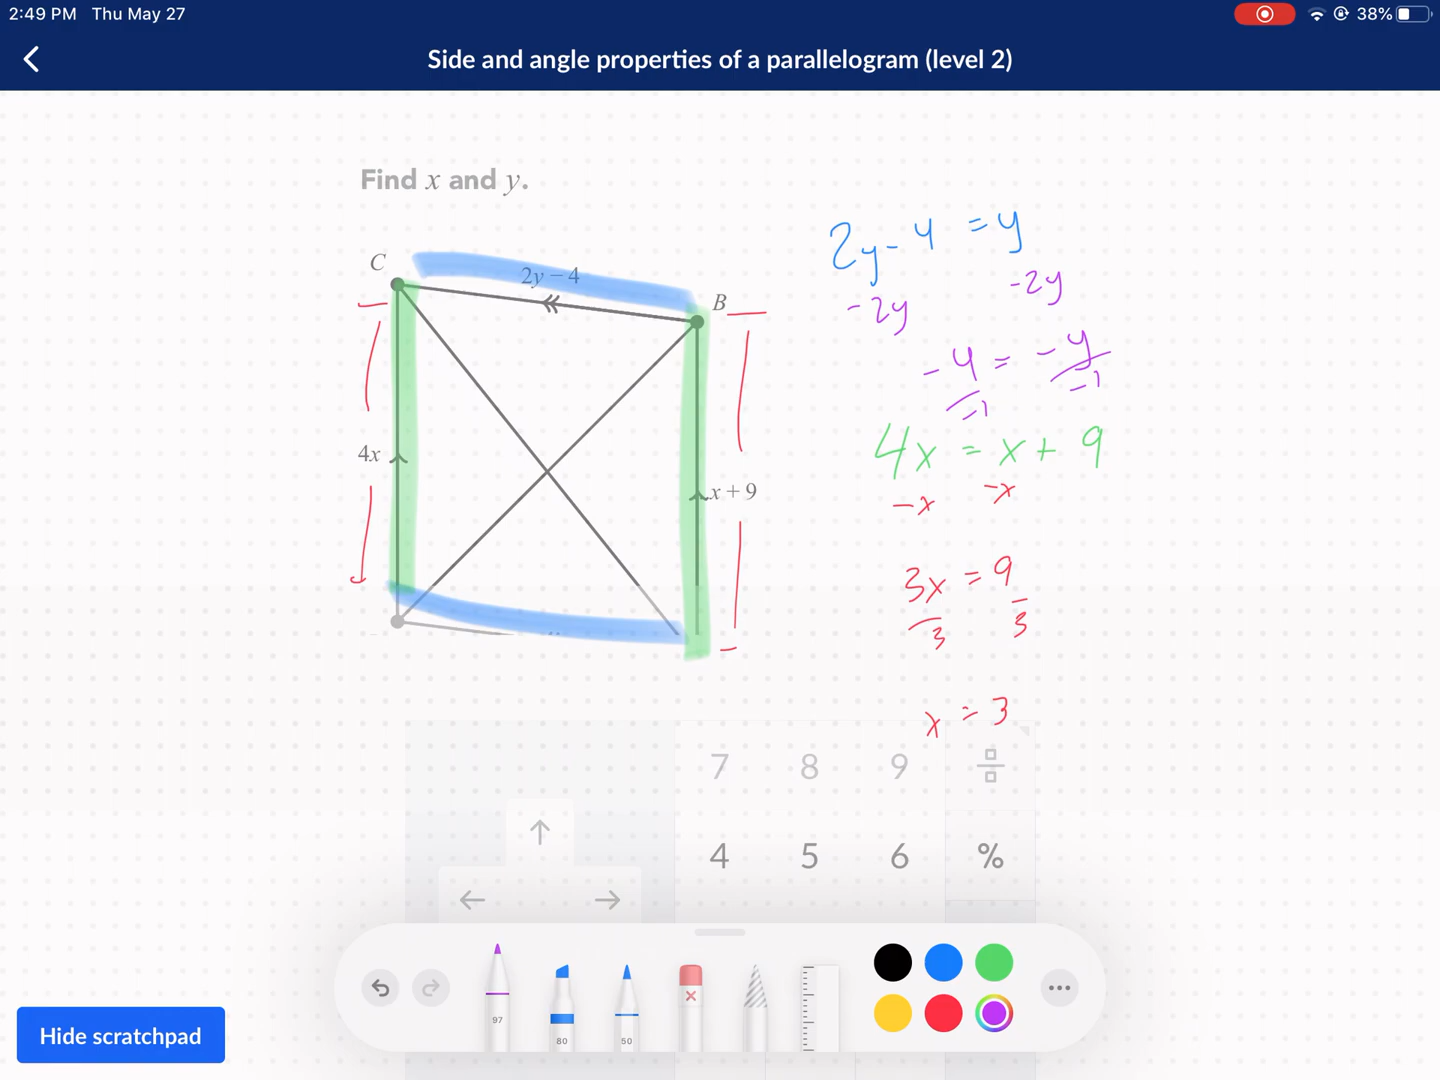 2:49 PM Thu May 27
38%
Side and angle properties of a parallelogram (level 2)
Find x and y.
C
2y − 4
B
4x
x + 9
2y - 4 = y
-2y -2y
-4 = -y
-1 -1
4x = x + 9
-x -x
3x = 9
3 3
x = 3
7 8 9
4 5 6 %
97
80
50
Hide scratchpad